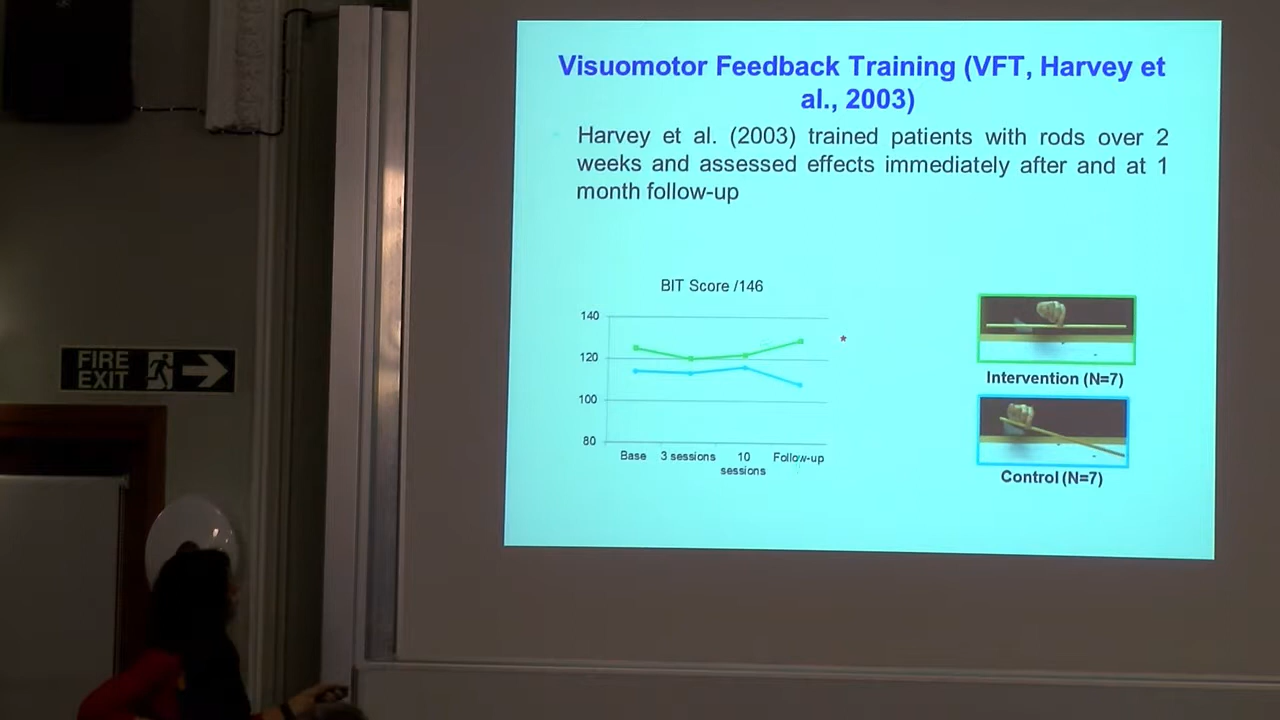 Visuomotor Feedback Training (VFT, Harvey et
al., 2003)
Harvey et al. (2003) trained patients with rods over 2
weeks and assessed effects immediately after and at 1
month follow-up
BIT Score /146
140
120
100
80
*
Base 3 sessions 10 sessions Follow-up
Intervention (N=7)
Control (N=7)
FIRE
EXIT